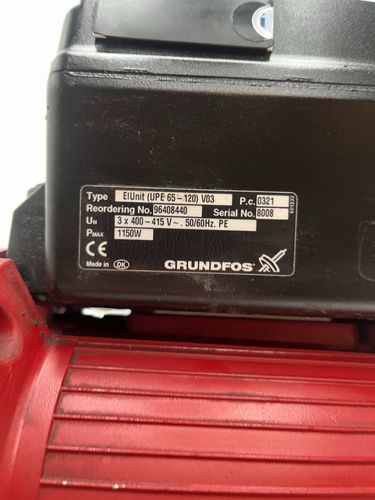 Type ElUnit (UPE 65-120) V03 P.c. 0321
Reordering No. 96408440 Serial No. 8008
UN 3 x 400-415 V~. 50/60Hz. PE
PMAX 1150W
CE
Made in DK GRUNDFOS